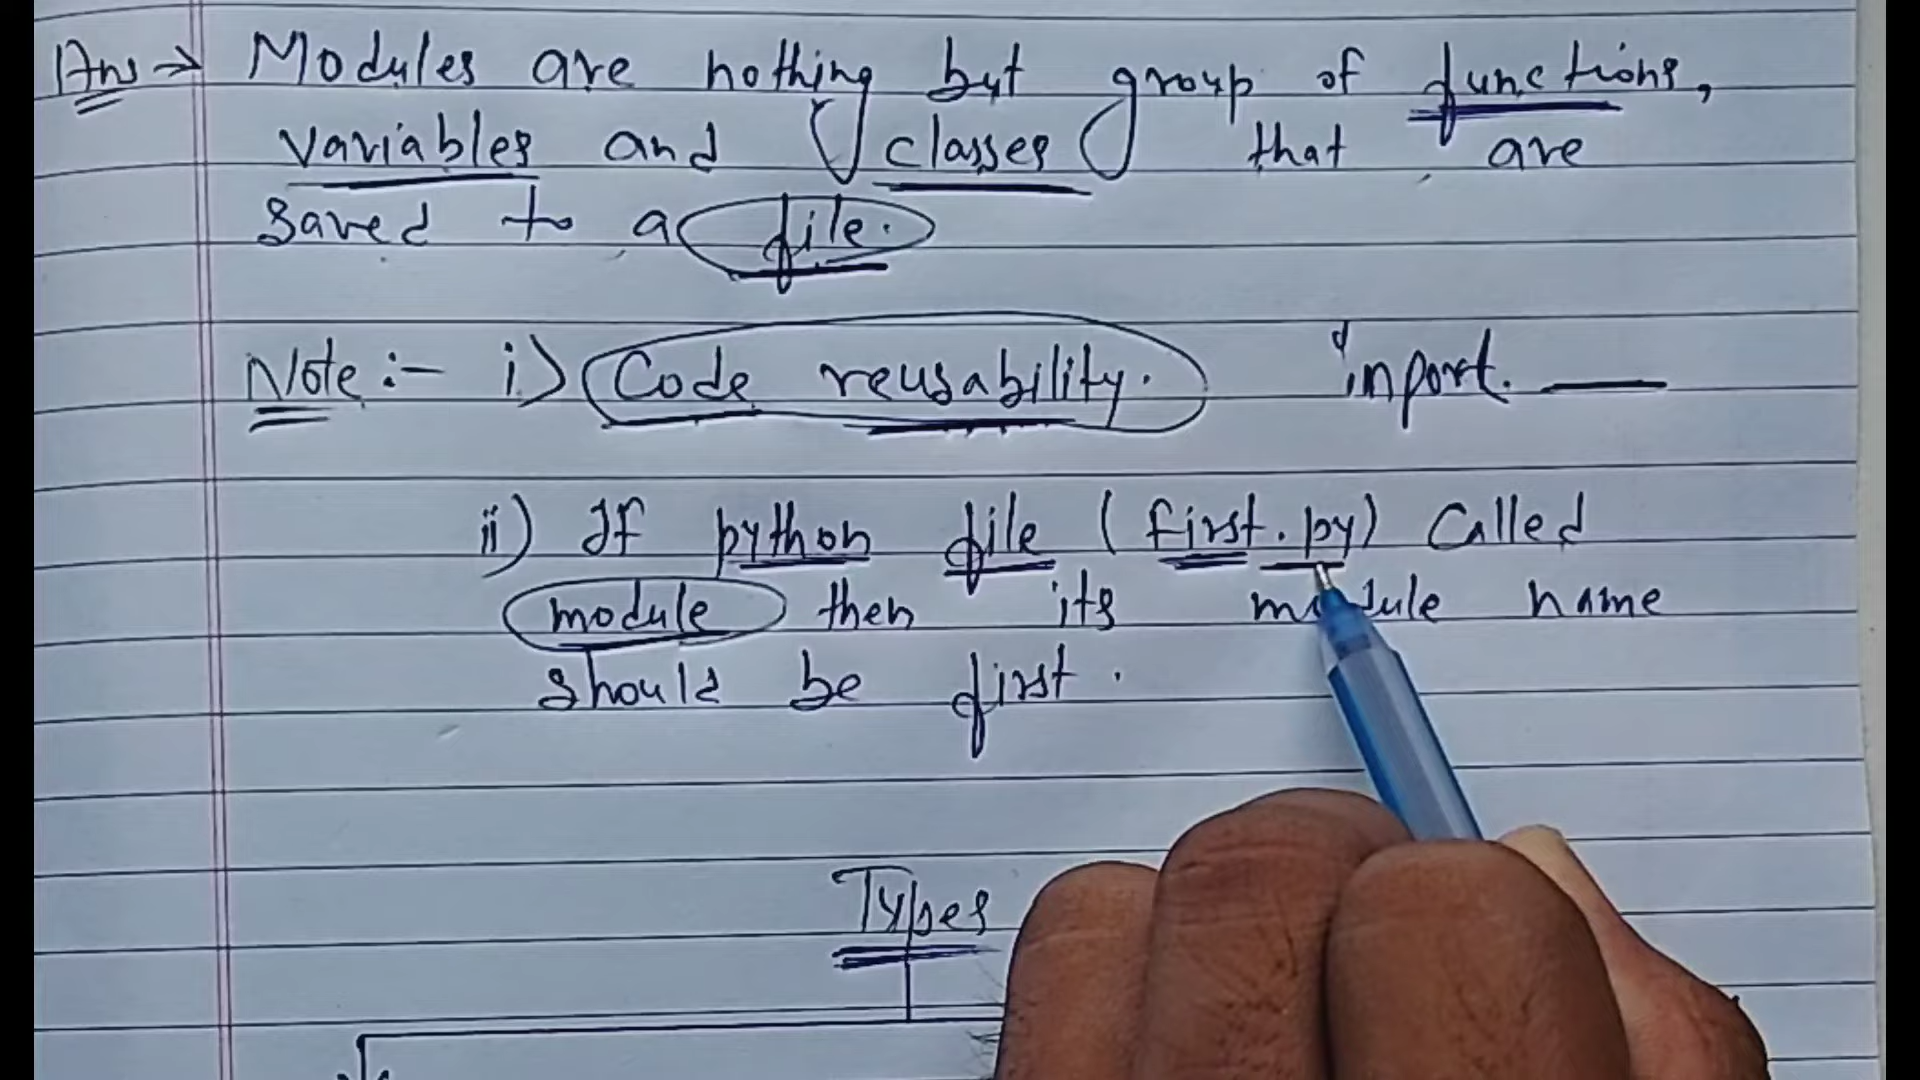 Ans → Modules are nothing but group of functions,
variables and classes that are
saved to a file.
Note :- i) Code reusability. import. —
ii) If python file (first.py) called
module then its module name
should be first.
Types